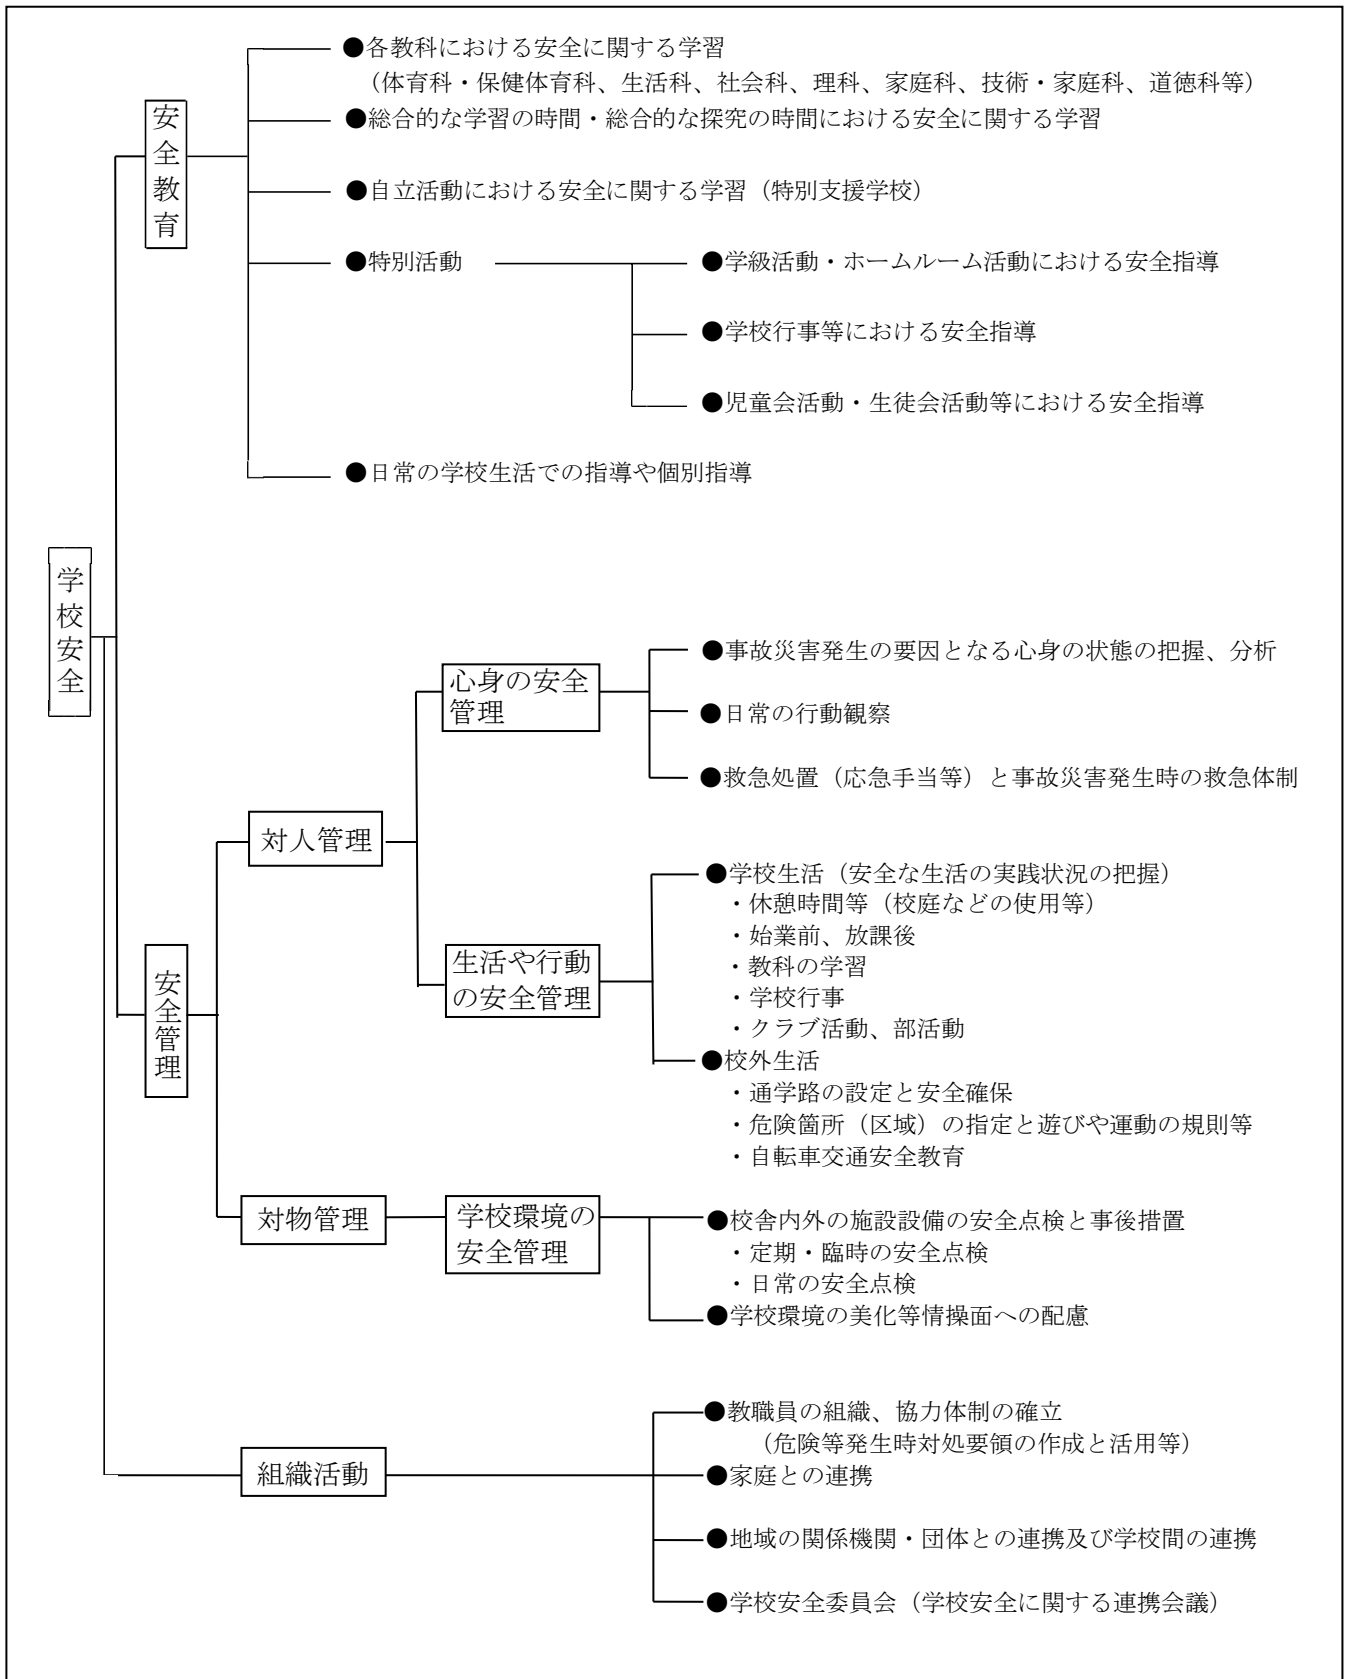 ●各教科における安全に関する学習
（体育科・保健体育科、生活科、社会科、理科、家庭科、技術・家庭科、道徳科等）
安全教育
●総合的な学習の時間・総合的な探究の時間における安全に関する学習
●自立活動における安全に関する学習（特別支援学校）
●特別活動
●学級活動・ホームルーム活動における安全指導
●学校行事等における安全指導
●児童会活動・生徒会活動等における安全指導
●日常の学校生活での指導や個別指導
学校安全
●事故災害発生の要因となる心身の状態の把握、分析
心身の安全
管理
●日常の行動観察
●救急処置（応急手当等）と事故災害発生時の救急体制
対人管理
●学校生活（安全な生活の実践状況の把握）
・休憩時間等（校庭などの使用等）
・始業前、放課後
生活や行動
の安全管理
・教科の学習
・学校行事
・クラブ活動、部活動
安全管理
●校外生活
・通学路の設定と安全確保
・危険箇所（区域）の指定と遊びや運動の規則等
・自転車交通安全教育
対物管理
学校環境の
安全管理
●校舎内外の施設設備の安全点検と事後措置
・定期・臨時の安全点検
・日常の安全点検
●学校環境の美化等情操面への配慮
●教職員の組織、協力体制の確立
（危険等発生時対処要領の作成と活用等）
組織活動
●家庭との連携
●地域の関係機関・団体との連携及び学校間の連携
●学校安全委員会（学校安全に関する連携会議）